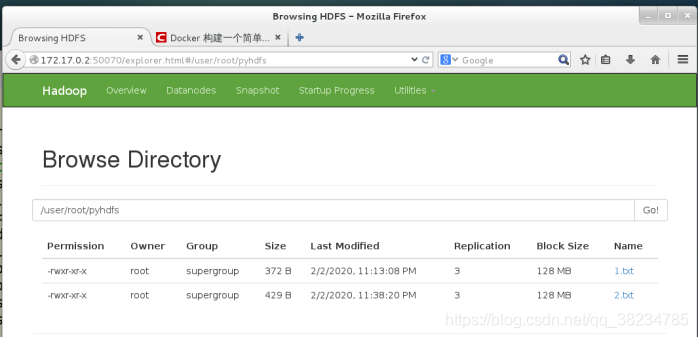 Browsing HDFS - Mozilla Firefox
Browsing HDFS Docker 构建一个简单...
172.17.0.2:50070/explorer.html#/user/root/pyhdfs Google
Hadoop Overview Datanodes Snapshot Startup Progress Utilities
Browse Directory
/user/root/pyhdfs Go!
Permission Owner Group Size Last Modified Replication Block Size Name
-rwxr-xr-x root supergroup 372 B 2/2/2020, 11:13:08 PM 3 128 MB 1.txt
-rwxr-xr-x root supergroup 429 B 2/2/2020, 11:38:20 PM 3 128 MB 2.txt
https://blog.csdn.net/qq_38234785